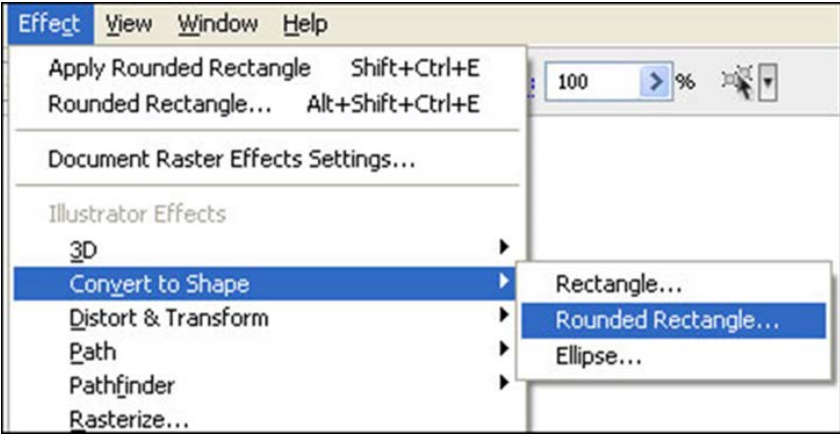 Effect View Window Help
Apply Rounded Rectangle Shift+Ctrl+E
Rounded Rectangle... Alt+Shift+Ctrl+E
100 %
Document Raster Effects Settings...
Illustrator Effects
3D
Convert to Shape
Rectangle...
Distort & Transform
Rounded Rectangle...
Path
Ellipse...
Pathfinder
Rasterize...